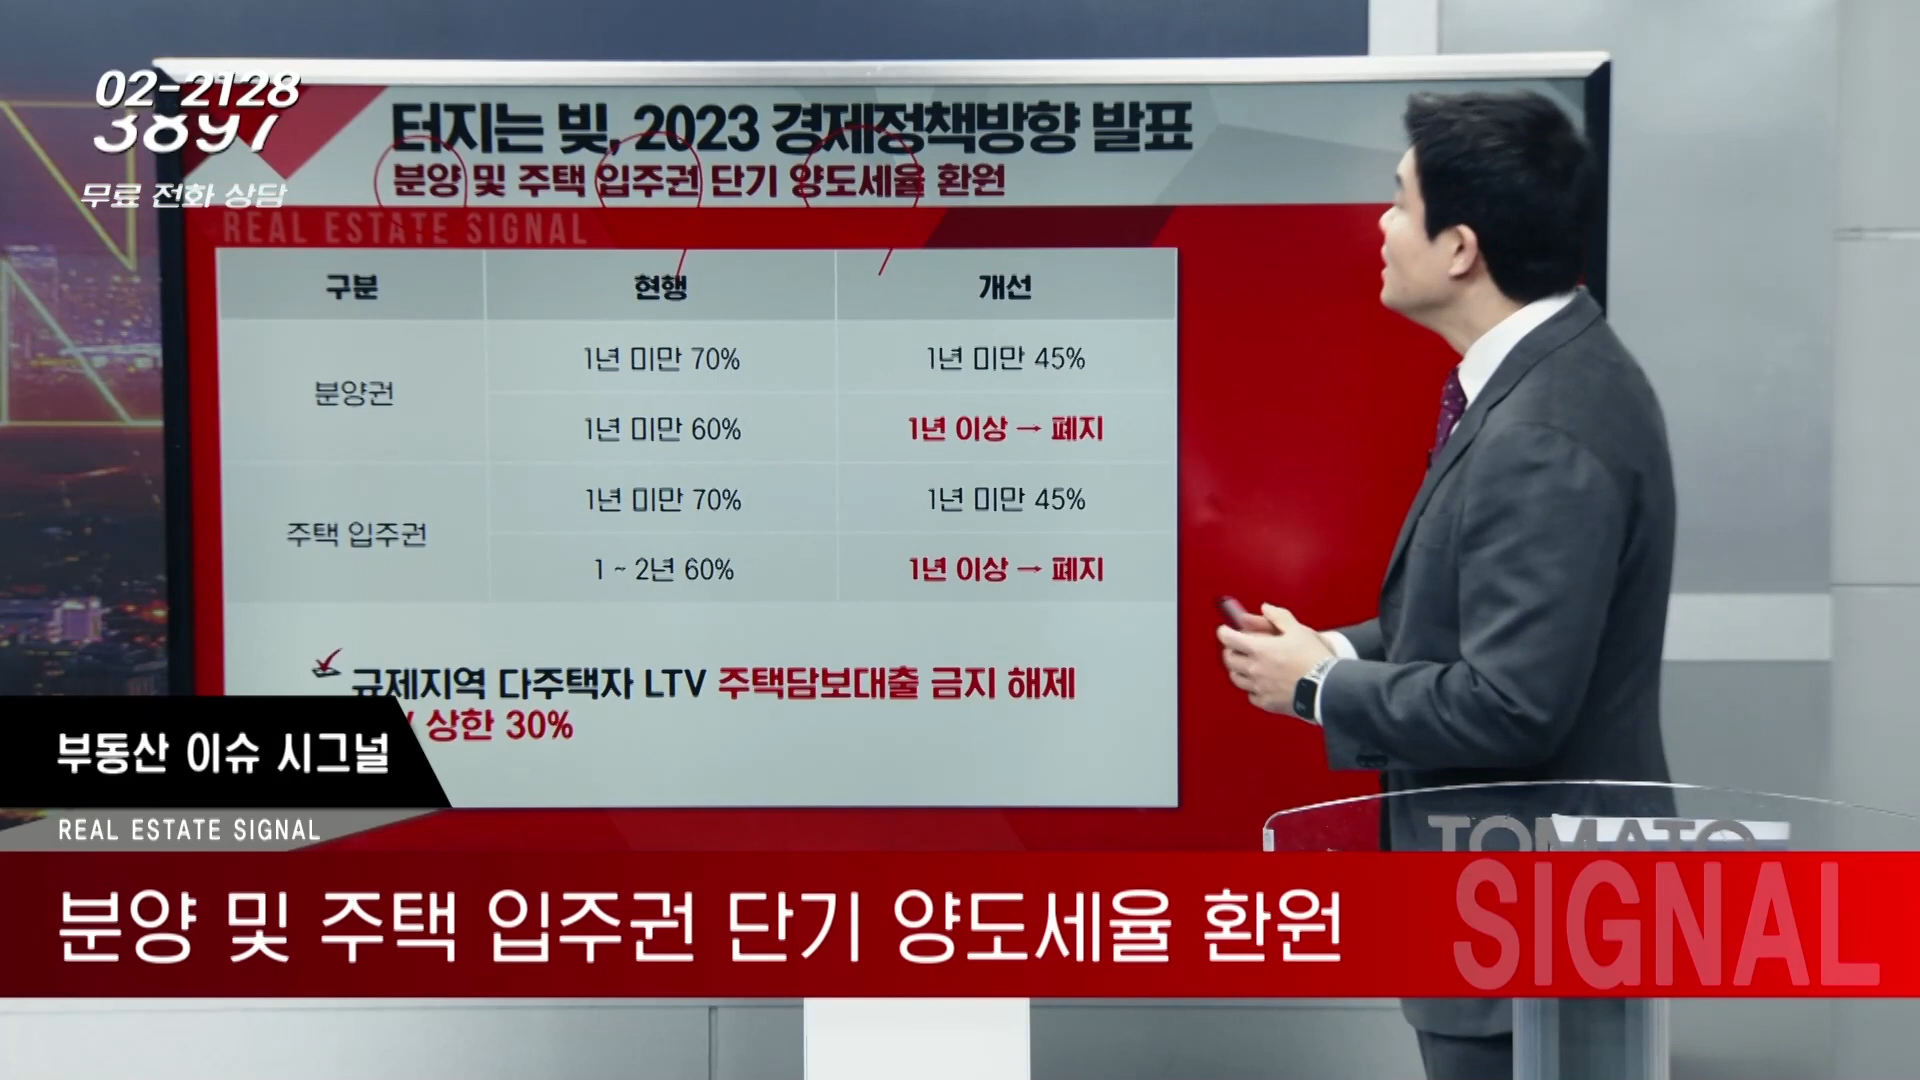 02-2128
3897
무료 전화 상담
터지는 빚, 2023 경제정책방향 발표
분양 및 주택 입주권 단기 양도세율 환원
REAL ESTATE SIGNAL
구분 현행 개선
분양권 1년 미만 70% 1년 미만 45%
1년 미만 60% 1년 이상 → 폐지
주택 입주권 1년 미만 70% 1년 미만 45%
1 ~ 2년 60% 1년 이상 → 폐지
규제지역 다주택자 LTV 주택담보대출 금지 해제
상한 30%
부동산 이슈 시그널
REAL ESTATE SIGNAL
TOMATO
분양 및 주택 입주권 단기 양도세율 환원
SIGNAL